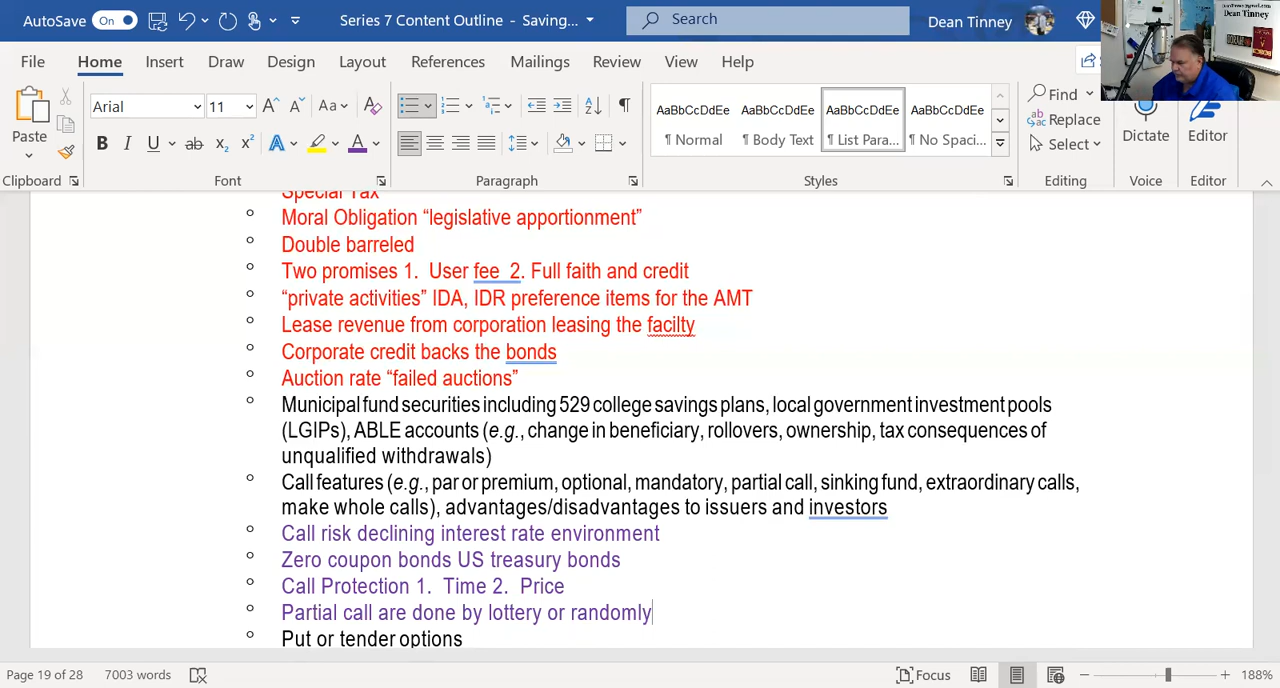 AutoSave On Series 7 Content Outline - Saving... Search Dean Tinney
Dean Tinney
File Home Insert Draw Design Layout References Mailings Review View Help
Paste
Arial 11
Aa
AaBbCcDdEe AaBbCcDdEe AaBbCcDdEe AaBbCcDdEe
¶ Normal ¶ Body Text ¶ List Para... ¶ No Spaci...
Find
Replace
Select
Dictate Editor
Clipboard Font Paragraph Styles Editing Voice Editor
Special Tax
Moral Obligation “legislative apportionment”
Double barreled
Two promises 1. User fee 2. Full faith and credit
“private activities” IDA, IDR preference items for the AMT
Lease revenue from corporation leasing the facilty
Corporate credit backs the bonds
Auction rate “failed auctions”
Municipal fund securities including 529 college savings plans, local government investment pools
(LGIPs), ABLE accounts (e.g., change in beneficiary, rollovers, ownership, tax consequences of
unqualified withdrawals)
Call features (e.g., par or premium, optional, mandatory, partial call, sinking fund, extraordinary calls,
make whole calls), advantages/disadvantages to issuers and investors
Call risk declining interest rate environment
Zero coupon bonds US treasury bonds
Call Protection 1. Time 2. Price
Partial call are done by lottery or randomly
Put or tender options
Page 19 of 28 7003 words Focus 188%